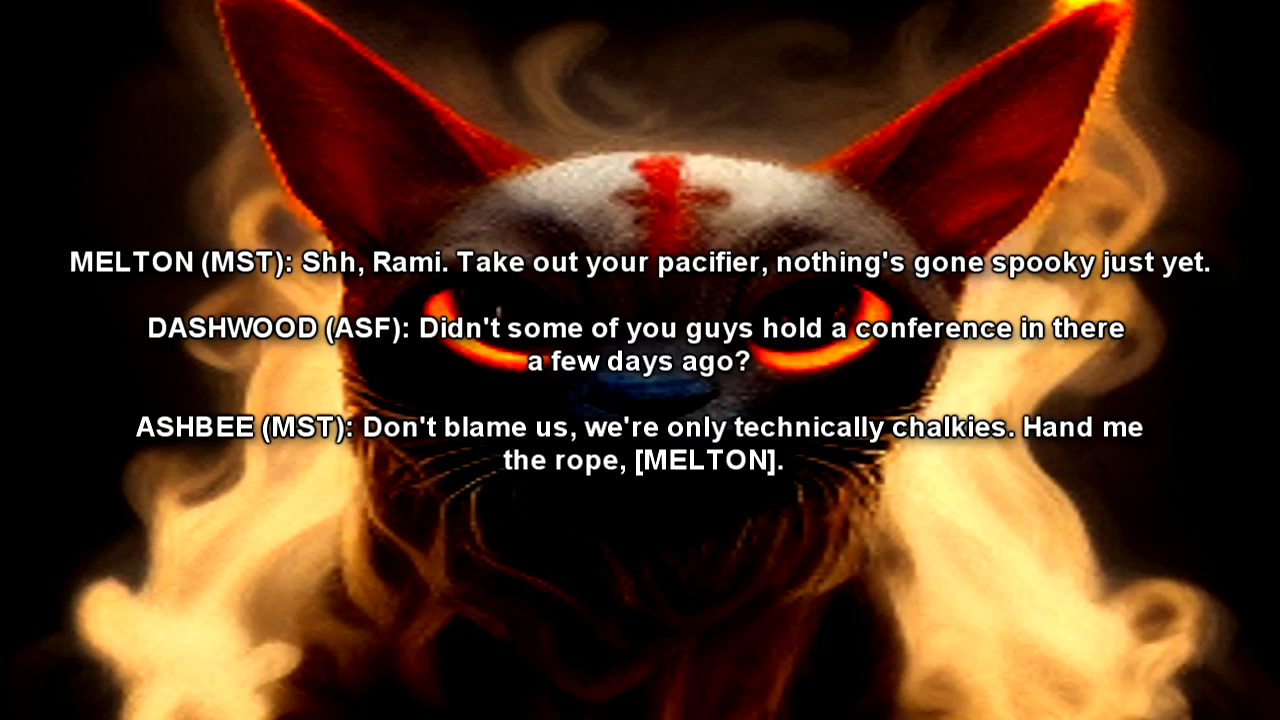 MELTON (MST): Shh, Rami. Take out your pacifier, nothing's gone spooky just yet.
DASHWOOD (ASF): Didn't some of you guys hold a conference in there
a few days ago?
ASHBEE (MST): Don't blame us, we're only technically chalkies. Hand me
the rope, [MELTON].